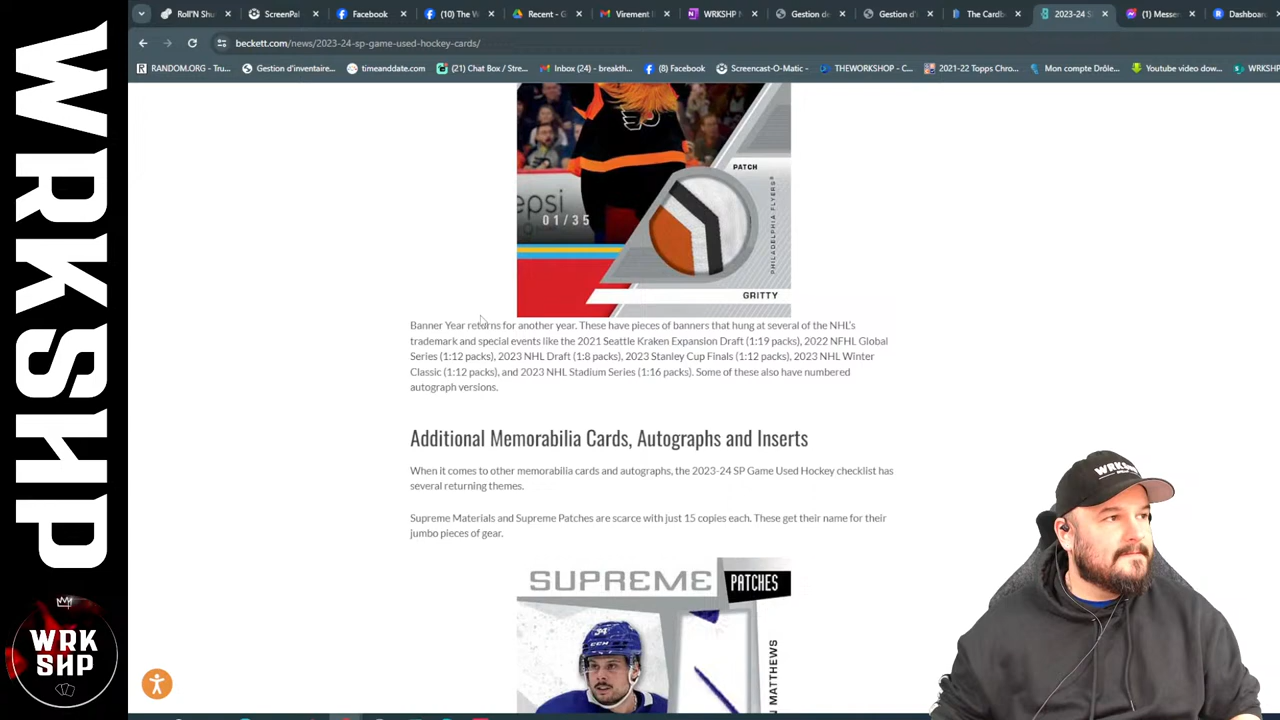 WRKSHP
WRK
SHP
Roll'N Shu
ScreenPal
Facebook
(10) The W
Recent - G
Virement I
WRKSHP N
Gestion d
Gestion d'
The Cardb
2023-24 S
(1) Messe
Dashboard
beckett.com/news/2023-24-sp-game-used-hockey-cards/
RANDOM.ORG - Tru...
Gestion d'inventaire...
timeanddate.com
(21) Chat Box / Stre...
Inbox (24) - breakth...
(8) Facebook
Screencast-O-Matic -
THEWORKSHOP - C...
2021-22 Topps Chro...
Mon compte Drôle...
Youtube video dow...
WRKSHP
PATCH
PHILADELPHIA FLYERS®
epsi
01/35
GRITTY
Banner Year returns for another year. These have pieces of banners that hung at several of the NHL's
trademark and special events like the 2021 Seattle Kraken Expansion Draft (1:19 packs), 2022 NFHL Global
Series (1:12 packs), 2023 NHL Draft (1:8 packs), 2023 Stanley Cup Finals (1:12 packs), 2023 NHL Winter
Classic (1:12 packs), and 2023 NHL Stadium Series (1:16 packs). Some of these also have numbered
autograph versions.
Additional Memorabilia Cards, Autographs and Inserts
When it comes to other memorabilia cards and autographs, the 2023-24 SP Game Used Hockey checklist has
several returning themes.
Supreme Materials and Supreme Patches are scarce with just 15 copies each. These get their name for their
jumbo pieces of gear.
SUPREME PATCHES
34
CCM
N MATTHEWS